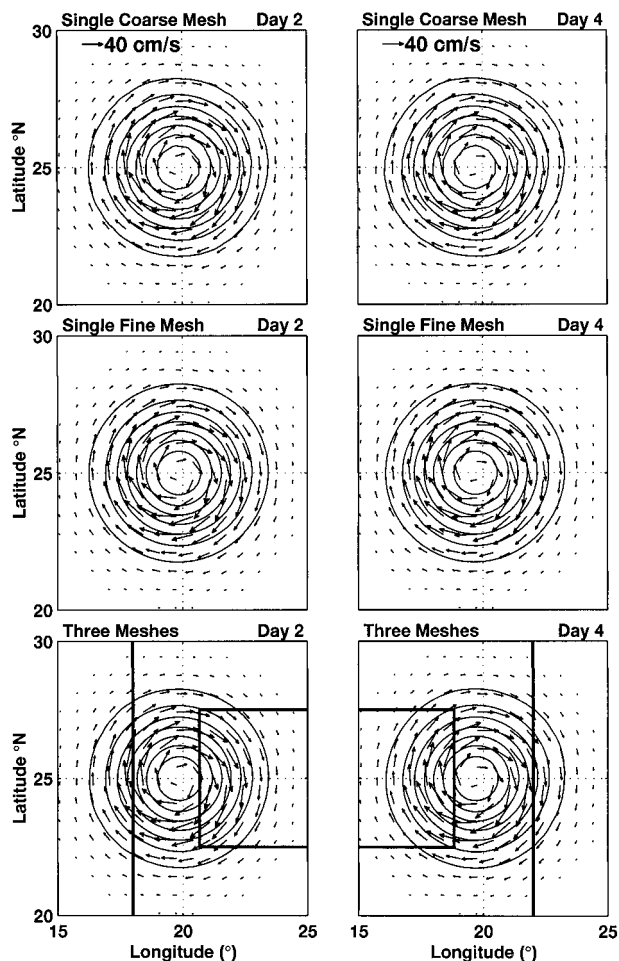 Single Coarse Mesh Day 2
Single Coarse Mesh Day 4
30
40 cm/s
40 cm/s
Latitude °N
25
20
Single Fine Mesh Day 2
Single Fine Mesh Day 4
30
Latitude °N
25
20
Three Meshes Day 2
Three Meshes Day 4
30
Latitude °N
25
20
15 20 25
15 20 25
Longitude (°)
Longitude (°)